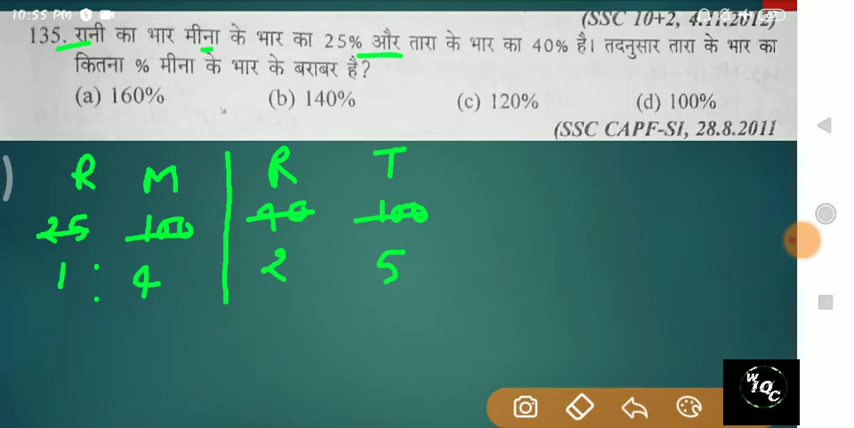 10:55 PM
(SSC 10+2, 4.11.2012)
135. रानी का भार मीना के भार का 25% और तारा के भार का 40% है। तदनुसार तारा के भार का
कितना % मीना के भार के बराबर है?
(a) 160% (b) 140% (c) 120% (d) 100%
(SSC CAPF-SI, 28.8.2011
R M R T
25 100 40 100
1 : 4 2 5
WIQC